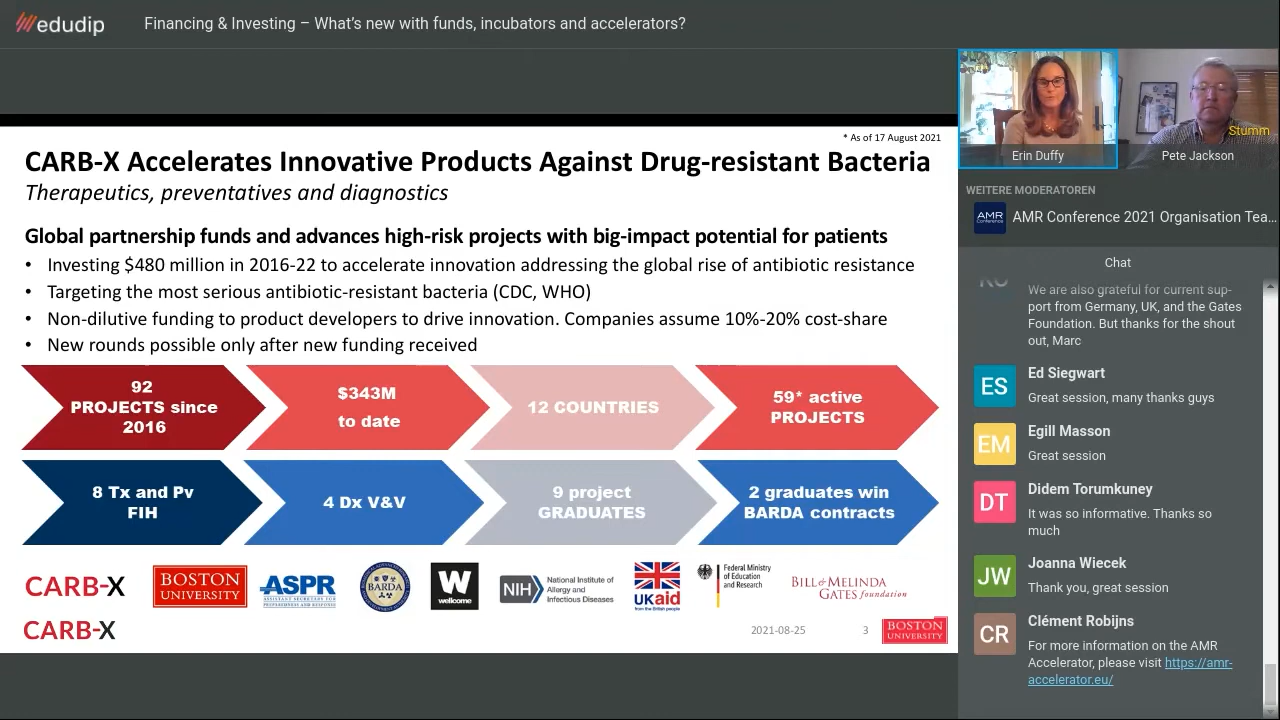 edudip
Financing & Investing – What's new with funds, incubators and accelerators?
* As of 17 August 2021
CARB-X Accelerates Innovative Products Against Drug-resistant Bacteria
Therapeutics, preventatives and diagnostics
Global partnership funds and advances high-risk projects with big-impact potential for patients
• Investing $480 million in 2016-22 to accelerate innovation addressing the global rise of antibiotic resistance
• Targeting the most serious antibiotic-resistant bacteria (CDC, WHO)
• Non-dilutive funding to product developers to drive innovation. Companies assume 10%-20% cost-share
• New rounds possible only after new funding received
92
PROJECTS since
2016
$343M
to date
12 COUNTRIES
59* active
PROJECTS
8 Tx and Pv
FIH
4 Dx V&V
9 project
GRADUATES
2 graduates win
BARDA contracts
CARB-X
BOSTON
UNIVERSITY
ASPR
ASSISTANT SECRETARY FOR
PREPAREDNESS AND RESPONSE
BARDA
W
wellcome
NIH
National Institute of
Allergy and
Infectious Diseases
UKaid
from the British people
Federal Ministry
of Education
and Research
BILL & MELINDA
GATES foundation
CARB-X
2021-08-25
3
BOSTON
UNIVERSITY
Erin Duffy
Stumm
Pete Jackson
WEITERE MODERATOREN
AMR
Conference
AMR Conference 2021 Organisation Tea...
Chat
We are also grateful for current sup-
port from Germany, UK, and the Gates
Foundation. But thanks for the shout
out, Marc
ES
Ed Siegwart
Great session, many thanks guys
EM
Egill Masson
Great session
DT
Didem Torumkuney
It was so informative. Thanks so
much
JW
Joanna Wiecek
Thank you, great session
CR
Clément Robijns
For more information on the AMR
Accelerator, please visit https://amr-
accelerator.eu/